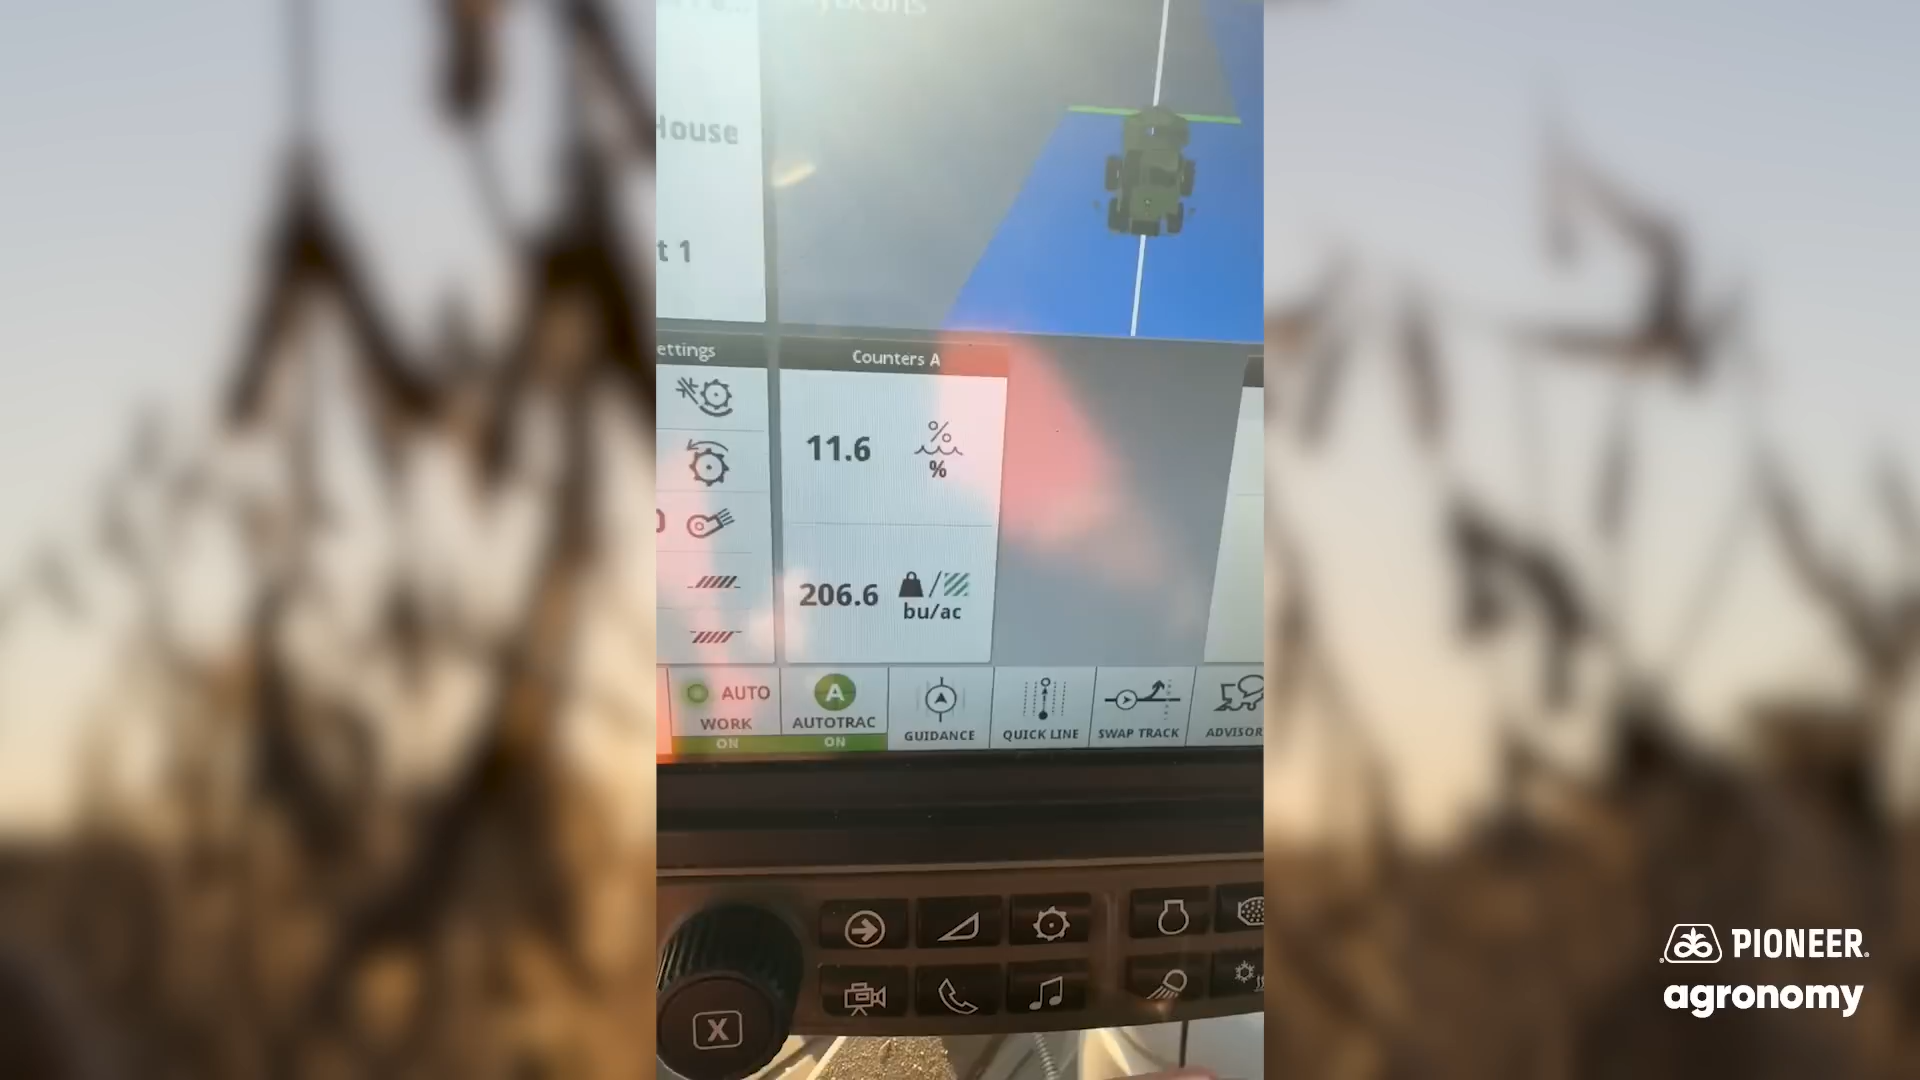 House
t 1
ettings
Counters A
11.6
%
%
206.6
/
bu/ac
AUTO
WORK
ON
A
AUTOTRAC
ON
GUIDANCE
QUICK LINE
SWAP TRACK
ADVISOR
X
PIONEER
agronomy